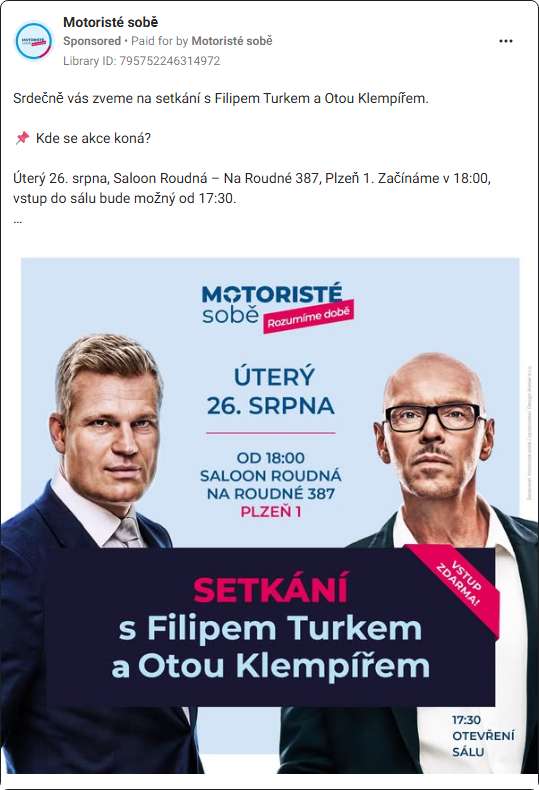 Motoristé sobě
Sponsored • Paid for by Motoristé sobě
Library ID: 795752246314972
Srdečně vás zveme na setkání s Filipem Turkem a Otou Klempířem.
📌 Kde se akce koná?
Úterý 26. srpna, Saloon Roudná – Na Roudné 387, Plzeň 1. Začínáme v 18:00,
vstup do sálu bude možný od 17:30.
...
MOTORISTÉ
sobě
Rozumíme době
ÚTERÝ
26. SRPNA
OD 18:00
SALOON ROUDNÁ
NA ROUDNÉ 387
PLZEŇ 1
VSTUP
ZDARMA!
SETKÁNÍ
s Filipem Turkem
a Otou Klempířem
17:30
OTEVŘENÍ
SÁLU